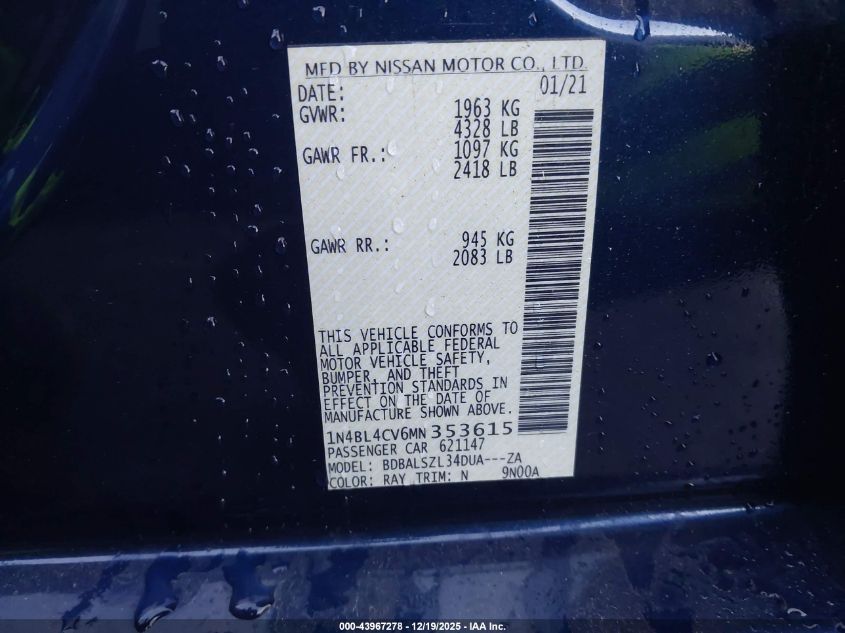 MFD BY NISSAN MOTOR CO., LTD.
DATE: 01/21
GVWR: 1963 KG
4328 LB
GAWR FR.: 1097 KG
2418 LB
GAWR RR.: 945 KG
2083 LB
THIS VEHICLE CONFORMS TO
ALL APPLICABLE FEDERAL
MOTOR VEHICLE SAFETY,
BUMPER, AND THEFT
PREVENTION STANDARDS IN
EFFECT ON THE DATE OF
MANUFACTURE SHOWN ABOVE.
1N4BL4CV6MN353615
PASSENGER CAR 621147
MODEL: BDBALSZL34DUA---ZA
COLOR: RAY TRIM: N 9N00A
000-43967278 - 12/19/2025 - IAA Inc.